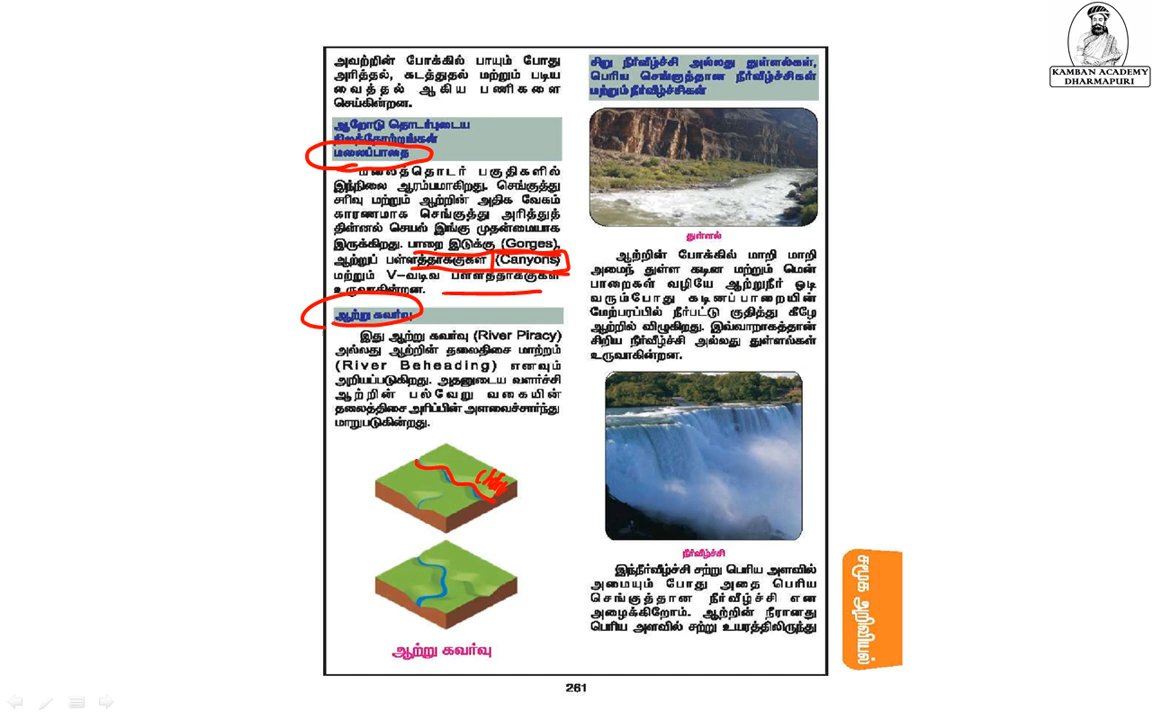 KAMBAN ACADEMY
DHARMAPURI
அவற்றின் போக்கில் பாயும் போது
அரித்தல், கடத்துதல் மற்றும் படிய
வைத்தல் ஆகிய பணிகளை
செய்கின்றன.
ஆறோடு தொடர்புடைய
நிலத்தோற்றங்கள்
மலைப்பாதை
மலைத்தொடர் பகுதிகளில்
இந்நிலை ஆரம்பமாகிறது. செங்குத்து
சரிவு மற்றும் ஆற்றின் அதிக வேகம்
காரணமாக செங்குத்து அரித்துத்
தின்னல் செயல் இங்கு முதன்மையாக
இருக்கிறது. பாறை இடுக்கு (Gorges),
ஆற்றுப் பள்ளத்தாக்குகள் (Canyons)
மற்றும் V-வடிவ பள்ளத்தாக்குகள்
உருவாகின்றன.
ஆற்று கவர்வு
இது ஆற்று கவர்வு (River Piracy)
அல்லது ஆற்றின் தலைதிசை மாற்றம்
(River Beheading) எனவும்
அறியப்படுகிறது. அதனுடைய வளர்ச்சி
ஆற்றின் பல்வேறு வகையின்
தலைத்திசை அரிப்பின் அளவைச்சார்ந்து
மாறுபடுகின்றது.
ஆற்று கவர்வு
சிறு நீர்வீழ்ச்சி அல்லது துள்ளல்கள்,
பெரிய செங்குத்தான நீர்வீழ்ச்சிகள்
மற்றும் நீர்வீழ்ச்சிகள்
துள்ளல்
ஆற்றின் போக்கில் மாறி மாறி
அமைந் துள்ள கடின மற்றும் மென்
பாறைகள் வழியே ஆற்றுநீர் ஓடி
வரும்போது கடினப்பாறையின்
மேற்பரப்பில் நீர்பட்டு குதித்து கீழே
ஆற்றில் விழுகிறது. இவ்வாறாகத்தான்
சிறிய நீர்வீழ்ச்சி அல்லது துள்ளல்கள்
உருவாகின்றன.
நீர்வீழ்ச்சி
இந்நீர்வீழ்ச்சி சற்று பெரிய அளவில்
அமையும் போது அதை பெரிய
செங்குத்தான நீர்வீழ்ச்சி என
அழைக்கிறோம். ஆற்றின் நீரானது
பெரிய அளவில் சற்று உயரத்திலிருந்து
சமூக அறிவியல்
261